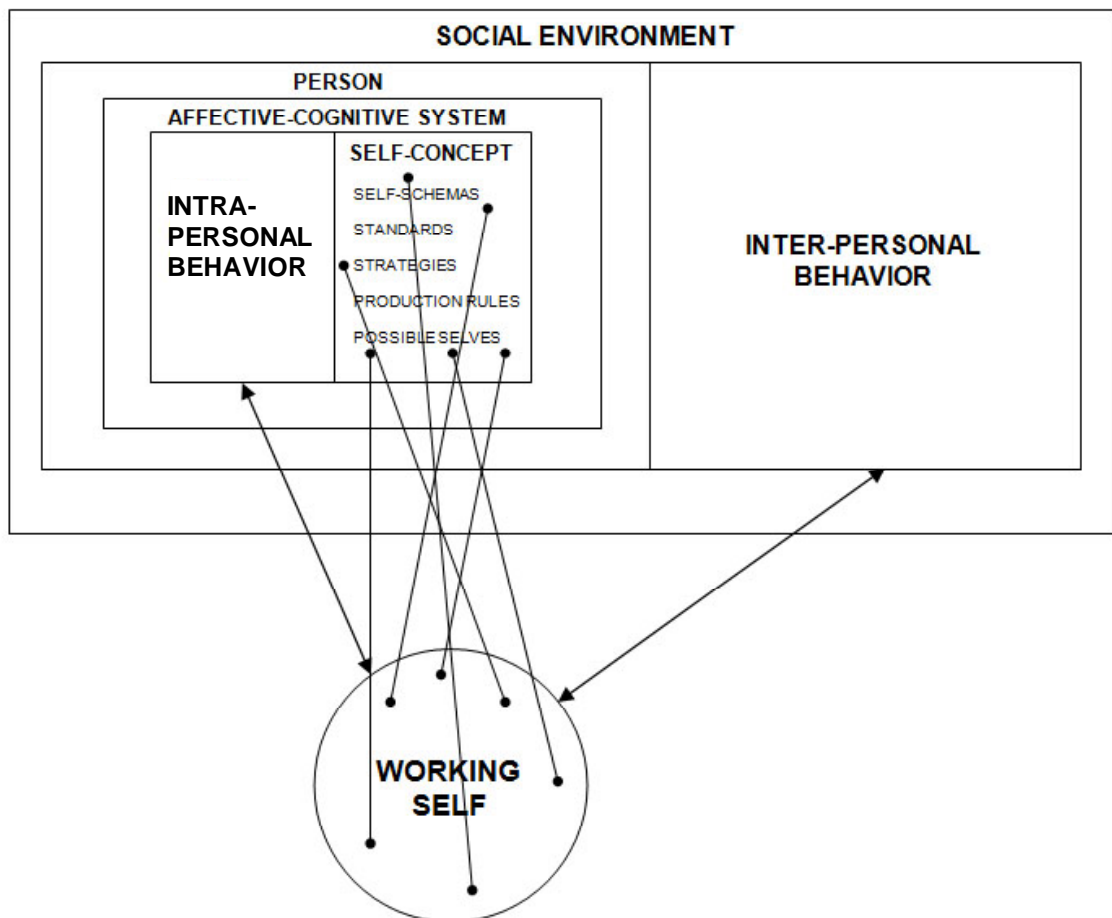 SOCIAL ENVIRONMENT
PERSON
AFFECTIVE-COGNITIVE SYSTEM
INTRA-
PERSONAL
BEHAVIOR
SELF-CONCEPT
SELF-SCHEMAS
STANDARDS
STRATEGIES
PRODUCTION RULES
POSSIBLE SELVES
INTER-PERSONAL
BEHAVIOR
WORKING
SELF